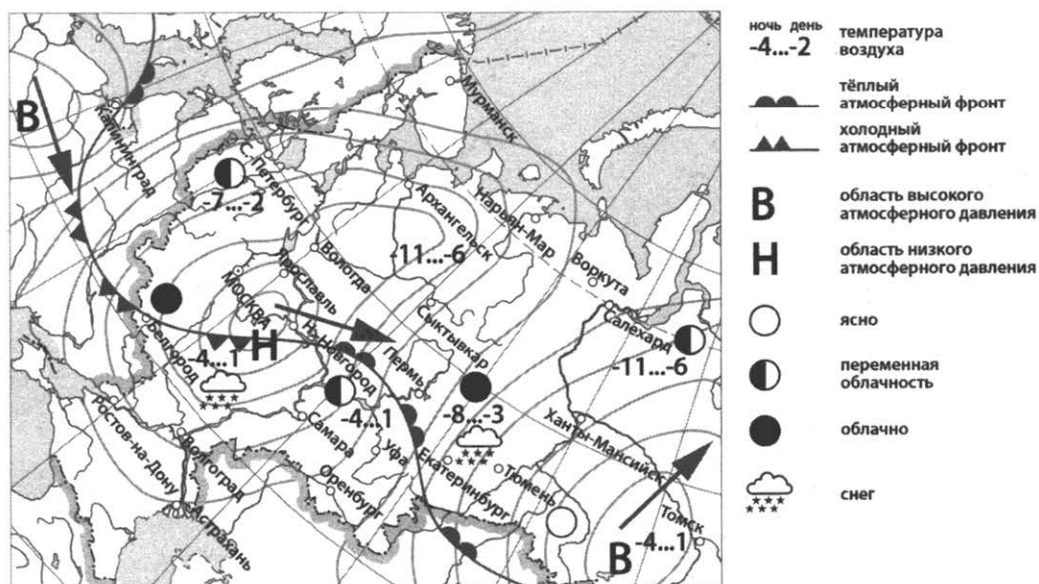 Мурманск
В
Калининград
С. Петербург
-7...-2
Архангельск
Нарьян-Мар
-11...-6
Воркута
Вологда
Ярославль
МОСКВА
Салехард
-11...-6
Сыктывкар
Н. Новгород
Н
Пермь
Белгород
-4...1
-4...1
-8...-3
Самара
Уфа
Екатеринбург
Ханты-Мансийск
Ростов-на-Дону
Волгоград
Оренбург
Тюмень
Томск
Астрахань
В
-4...1
ночь день
-4...-2
температура
воздуха
тёплый
атмосферный фронт
холодный
атмосферный фронт
В
область высокого
атмосферного давления
Н
область низкого
атмосферного давления
ясно
переменная
облачность
облачно
снег